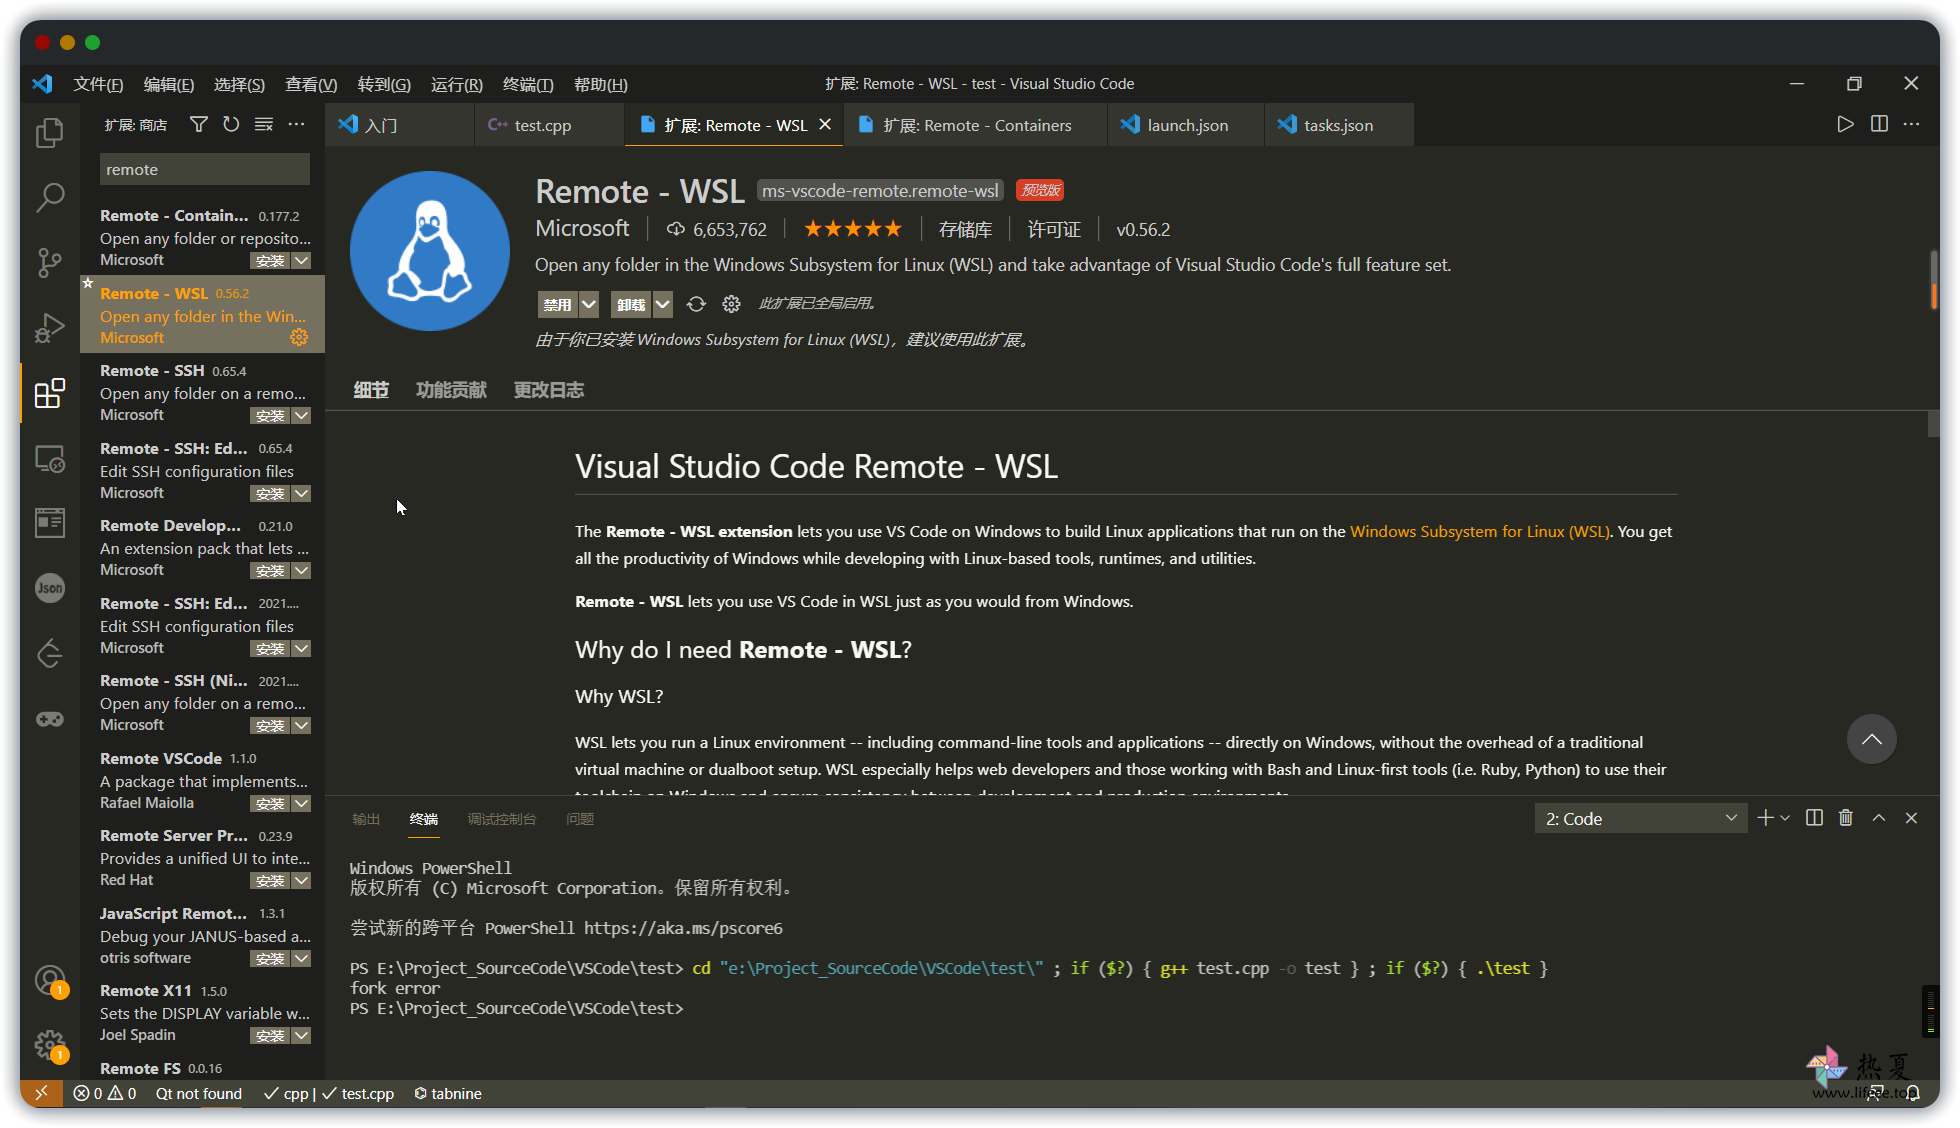 文件(F) 编辑(E) 选择(S) 查看(V) 转到(G) 运行(R) 终端(T) 帮助(H) 扩展: Remote - WSL - test - Visual Studio Code
扩展: 商店
remote
Remote - Contain... 0.177.2
Open any folder or reposito...
Microsoft 安装
Remote - WSL 0.56.2
Open any folder in the Win...
Microsoft
Remote - SSH 0.65.4
Open any folder on a remo...
Microsoft 安装
Remote - SSH: Ed... 0.65.4
Edit SSH configuration files
Microsoft 安装
Remote Develop... 0.21.0
An extension pack that lets ...
Microsoft 安装
Remote - SSH: Ed... 2021....
Edit SSH configuration files
Microsoft 安装
Remote - SSH (Ni... 2021....
Open any folder on a remo...
Microsoft 安装
Remote VSCode 1.1.0
A package that implements...
Rafael Maiolla 安装
Remote Server Pr... 0.23.9
Provides a unified UI to inte...
Red Hat 安装
JavaScript Remot... 1.3.1
Debug your JANUS-based a...
otris software 安装
Remote X11 1.5.0
Sets the DISPLAY variable w...
Joel Spadin 安装
Remote FS 0.0.16
Json
1
1
入门 test.cpp 扩展: Remote - WSL 扩展: Remote - Containers launch.json tasks.json
Remote - WSL ms-vscode-remote.remote-wsl 预览版
Microsoft 6,653,762 ★★★★★ 存储库 许可证 v0.56.2
Open any folder in the Windows Subsystem for Linux (WSL) and take advantage of Visual Studio Code's full feature set.
禁用 卸载 此扩展已全局启用。
由于你已安装 Windows Subsystem for Linux (WSL)，建议使用此扩展。
细节 功能贡献 更改日志
Visual Studio Code Remote - WSL
The Remote - WSL extension lets you use VS Code on Windows to build Linux applications that run on the Windows Subsystem for Linux (WSL). You get
all the productivity of Windows while developing with Linux-based tools, runtimes, and utilities.
Remote - WSL lets you use VS Code in WSL just as you would from Windows.
Why do I need Remote - WSL?
Why WSL?
WSL lets you run a Linux environment -- including command-line tools and applications -- directly on Windows, without the overhead of a traditional
virtual machine or dualboot setup. WSL especially helps web developers and those working with Bash and Linux-first tools (i.e. Ruby, Python) to use their
toolchain on Windows and ensure consistency between development and production environments.
输出 终端 调试控制台 问题 2: Code
Windows PowerShell
版权所有 (C) Microsoft Corporation。保留所有权利。
尝试新的跨平台 PowerShell https://aka.ms/pscore6
PS E:\Project_SourceCode\VSCode\test> cd "e:\Project_SourceCode\VSCode\test\" ; if ($?) { g++ test.cpp -o test } ; if ($?) { .\test }
fork error
PS E:\Project_SourceCode\VSCode\test>
热夏
www.lifeee.top
0 0 Qt not found cpp | test.cpp tabnine